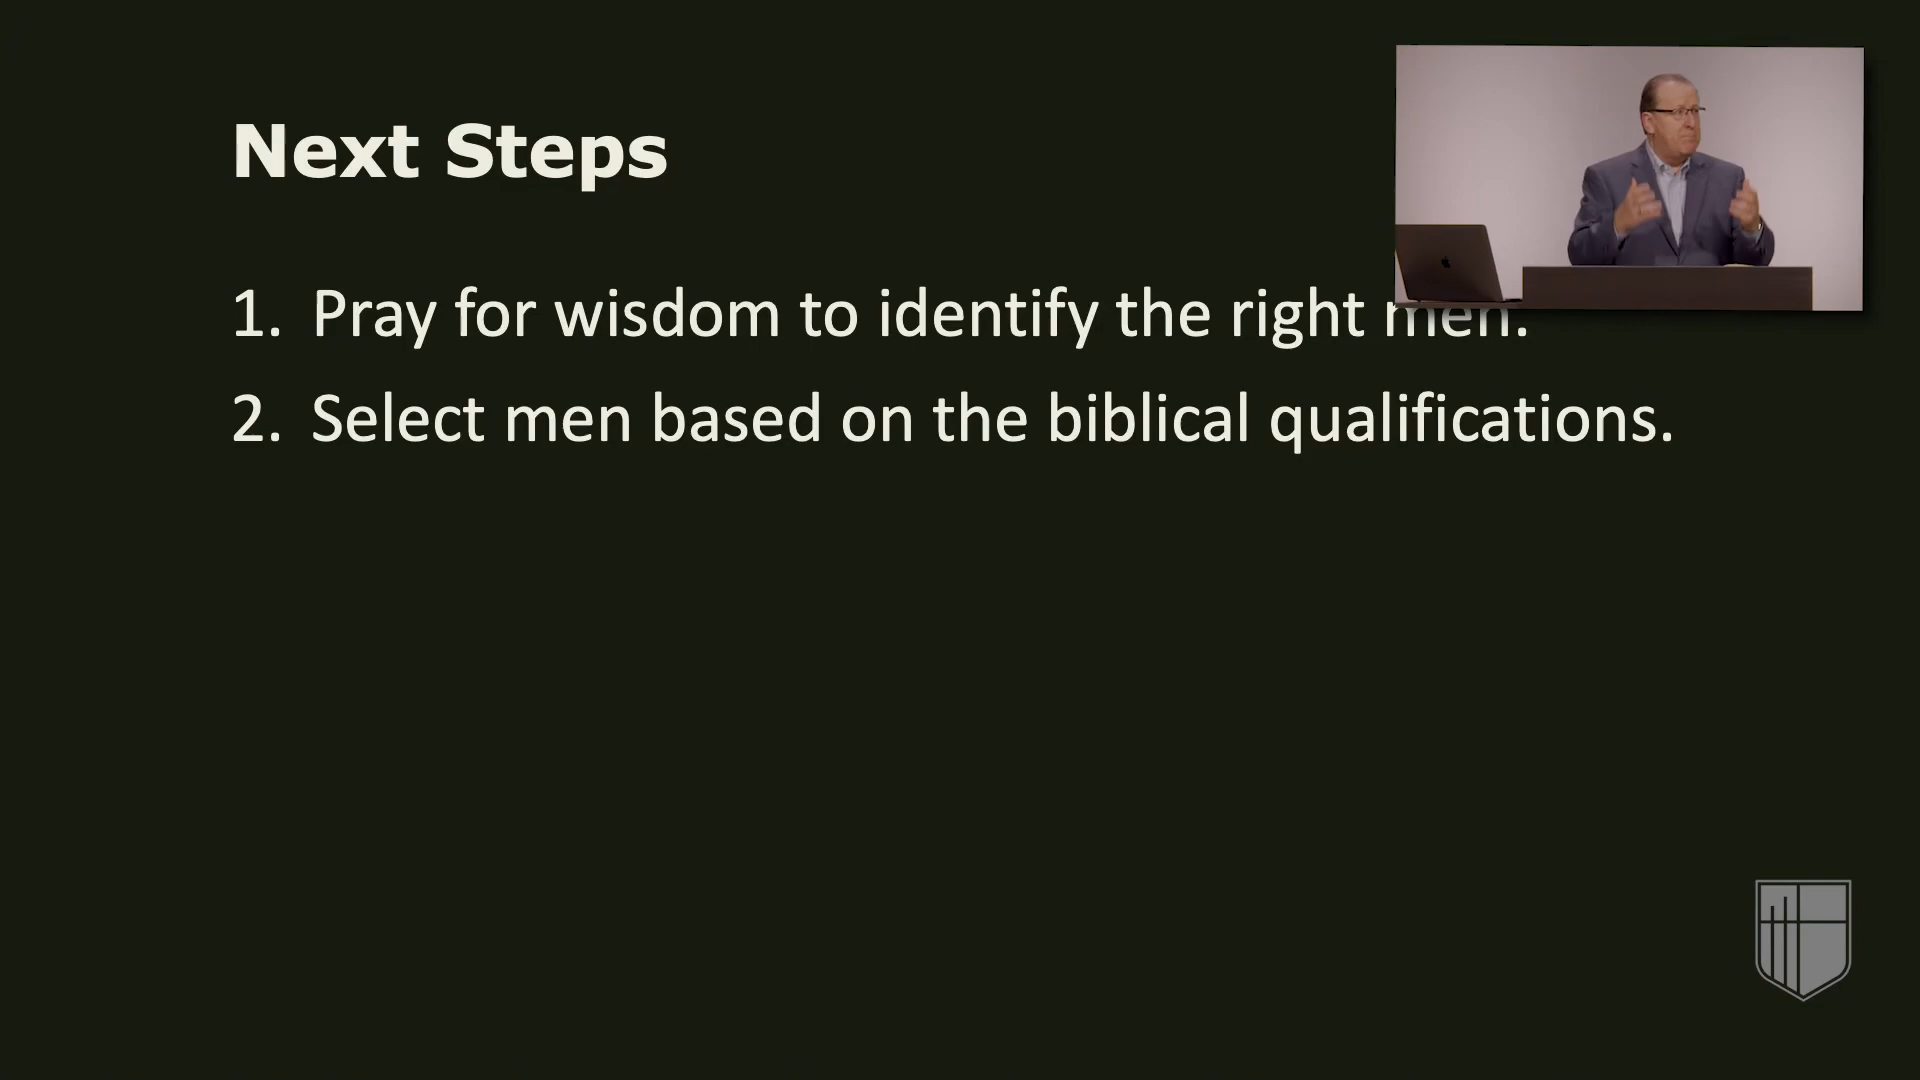 Next Steps
1. Pray for wisdom to identify the right men.
2. Select men based on the biblical qualifications.